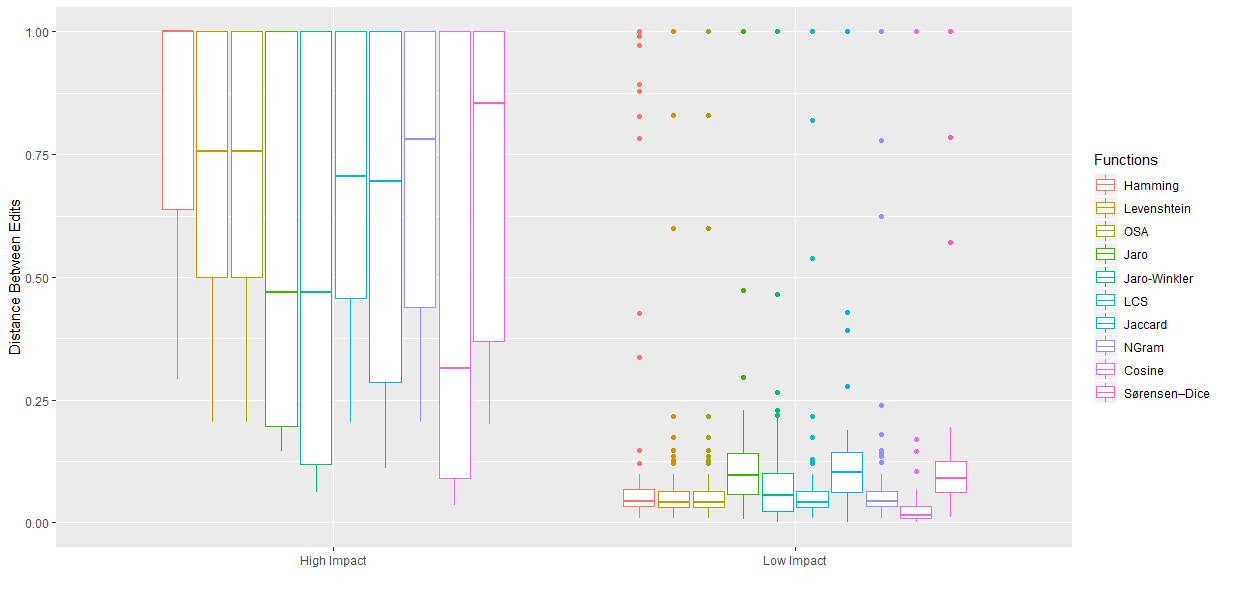 1.00
0.75
0.50
0.25
0.00
Distance Between Edits
High Impact
Low Impact
Functions
Hamming
Levenshtein
OSA
Jaro
Jaro-Winkler
LCS
Jaccard
NGram
Cosine
Sørensen–Dice